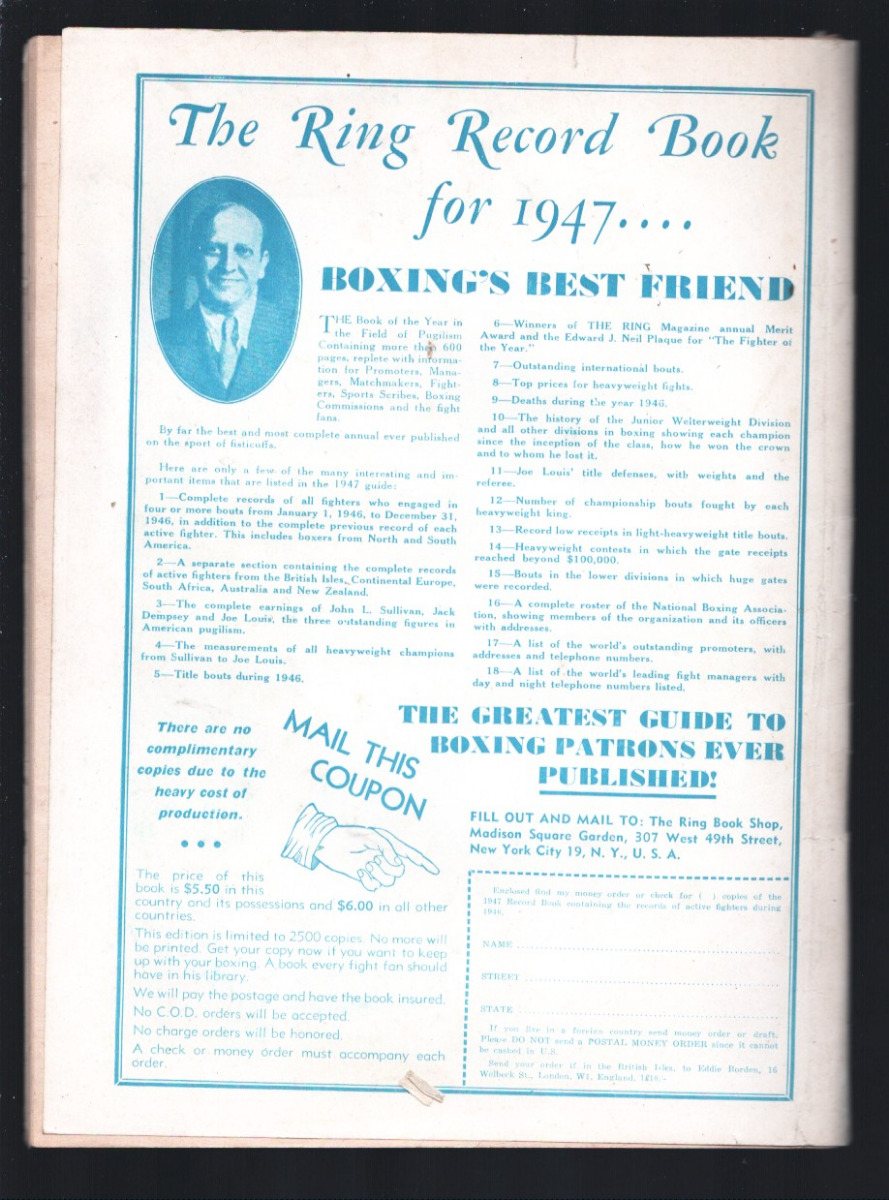 The Ring Record Book
for 1947....
BOXING'S BEST FRIEND
THE Book of the Year in
the Field of Pugilism
Containing more than 600
pages, replete with informa-
tion for Promoters, Mana-
gers, Matchmakers, Fight-
ers, Sports Scribes, Boxing
Commissions and the fight
fans.
By far the best and most complete annual ever published
on the sport of fisticuffs.
Here are only a few of the many interesting and im-
portant items that are listed in the 1947 guide:
1—Complete records of all fighters who engaged in
four or more bouts from January 1, 1946, to December 31,
1946, in addition to the complete previous record of each
active fighter. This includes boxers from North and South
America.
2—A separate section containing the complete records
of active fighters from the British Isles, Continental Europe,
South Africa, Australia and New Zealand.
3—The complete earnings of John L. Sullivan, Jack
Dempsey and Joe Louis, the three outstanding figures in
American pugilism.
4—The measurements of all heavyweight champions
from Sullivan to Joe Louis.
5—Title bouts during 1946.
6—Winners of THE RING Magazine annual Merit
Award and the Edward J. Neil Plaque for "The Fighter of
the Year."
7—Outstanding international bouts.
8—Top prices for heavyweight fights.
9—Deaths during the year 1946.
10—The history of the Junior Welterweight Division
and all other divisions in boxing showing each champion
since the inception of the class, how he won the crown
and to whom he lost it.
11—Joe Louis' title defenses, with weights and the
referee.
12—Number of championship bouts fought by each
heavyweight king.
13—Record low receipts in light-heavyweight title bouts.
14—Heavyweight contests in which the gate receipts
reached beyond $100,000.
15—Bouts in the lower divisions in which huge gates
were recorded.
16—A complete roster of the National Boxing Associa-
tion, showing members of the organization and its officers
with addresses.
17—A list of the world's outstanding promoters, with
addresses and telephone numbers.
18—A list of the world's leading fight managers with
day and night telephone numbers listed.
There are no
complimentary
copies due to the
heavy cost of
production.
• • •
MAIL THIS
COUPON
THE GREATEST GUIDE TO
BOXING PATRONS EVER
PUBLISHED!
The price of this
book is $5.50 in this
country and its possessions and $6.00 in all other
countries.
This edition is limited to 2500 copies. No more will
be printed. Get your copy now if you want to keep
up with your boxing. A book every fight fan should
have in his library.
We will pay the postage and have the book insured.
No C.O.D. orders will be accepted.
No charge orders will be honored.
A check or money order must accompany each
order.
FILL OUT AND MAIL TO: The Ring Book Shop,
Madison Square Garden, 307 West 49th Street,
New York City 19, N. Y., U. S. A.
Enclosed find my money order or check for ( ) copies of the
1947 Record Book containing the records of active fighters during
1946.
NAME
STREET
STATE
If you live in a foreign country send money order or draft.
Please DO NOT send a POSTAL MONEY ORDER since it cannot
be cashed in U.S.
Send your order if in the British Isles, to Eddie Borden, 16
Welbeck St., London, W1, England.